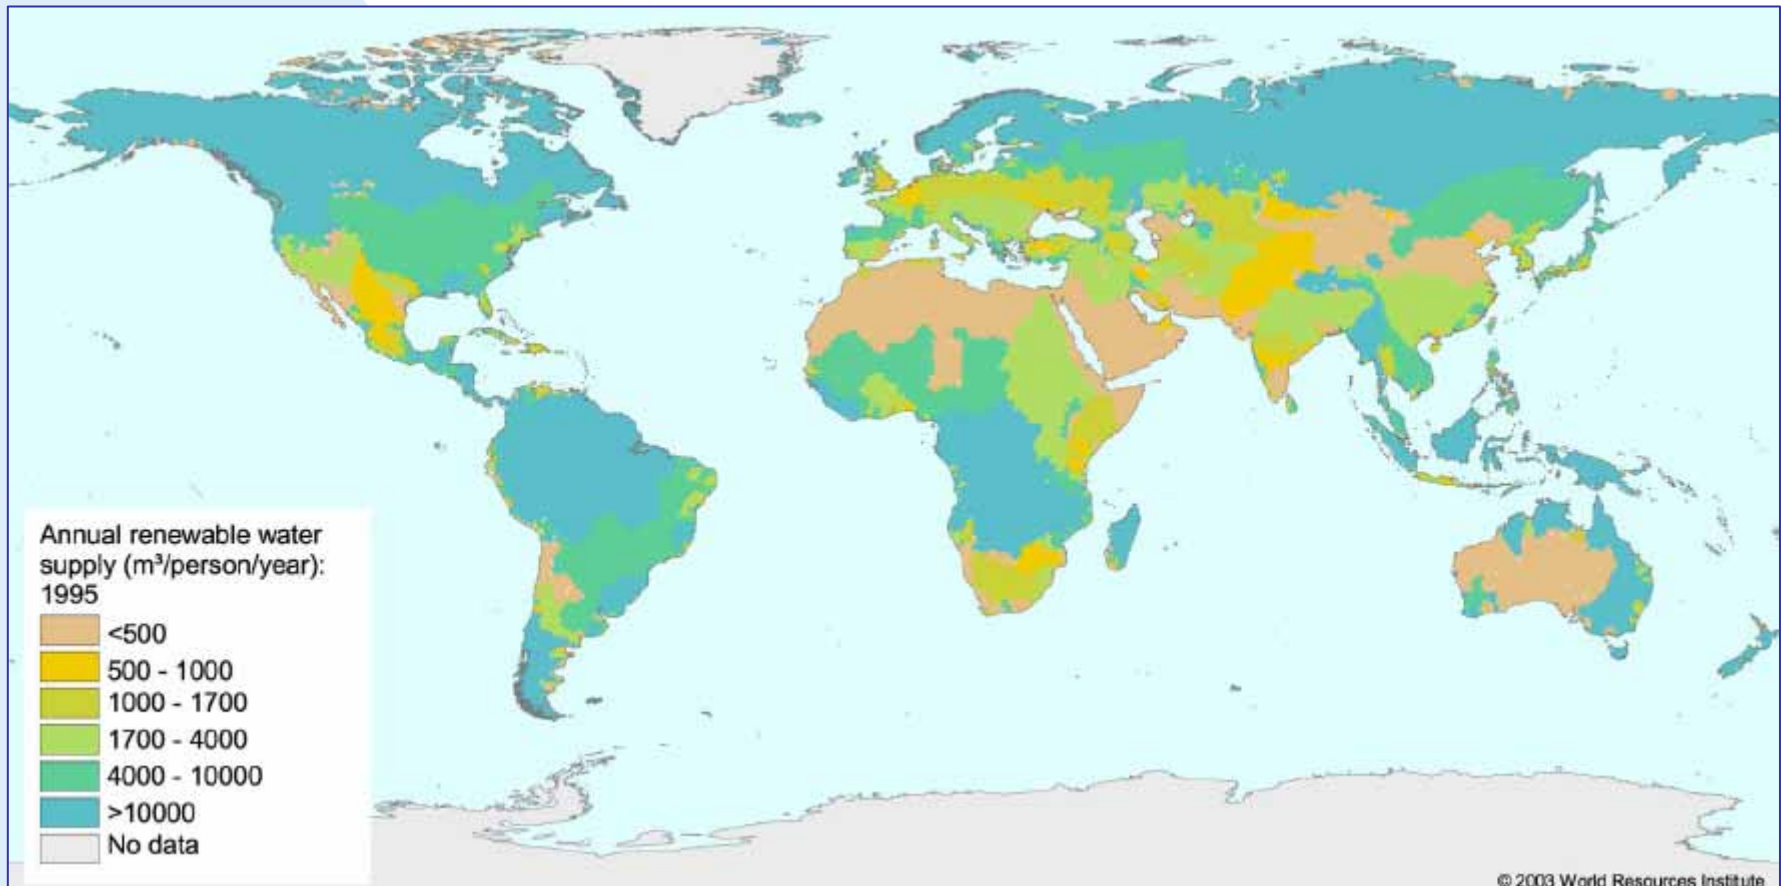 Annual renewable water
supply (m³/person/year):
1995
<500
500 - 1000
1000 - 1700
1700 - 4000
4000 - 10000
>10000
No data
© 2003 World Resources Institute